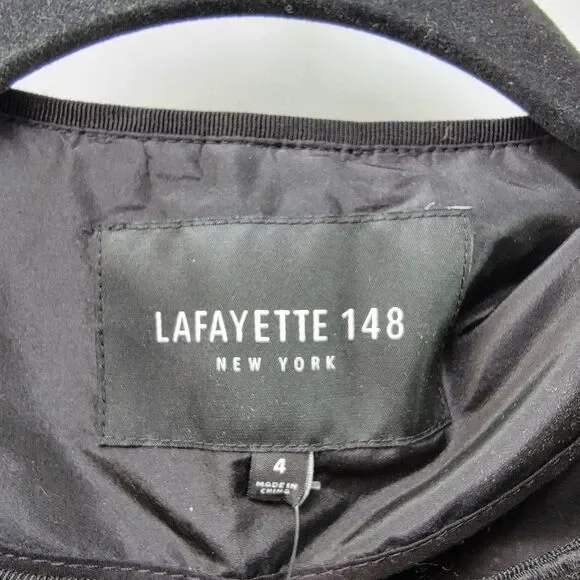 LAFAYETTE 148
NEW YORK
4
MADE IN
CHINA